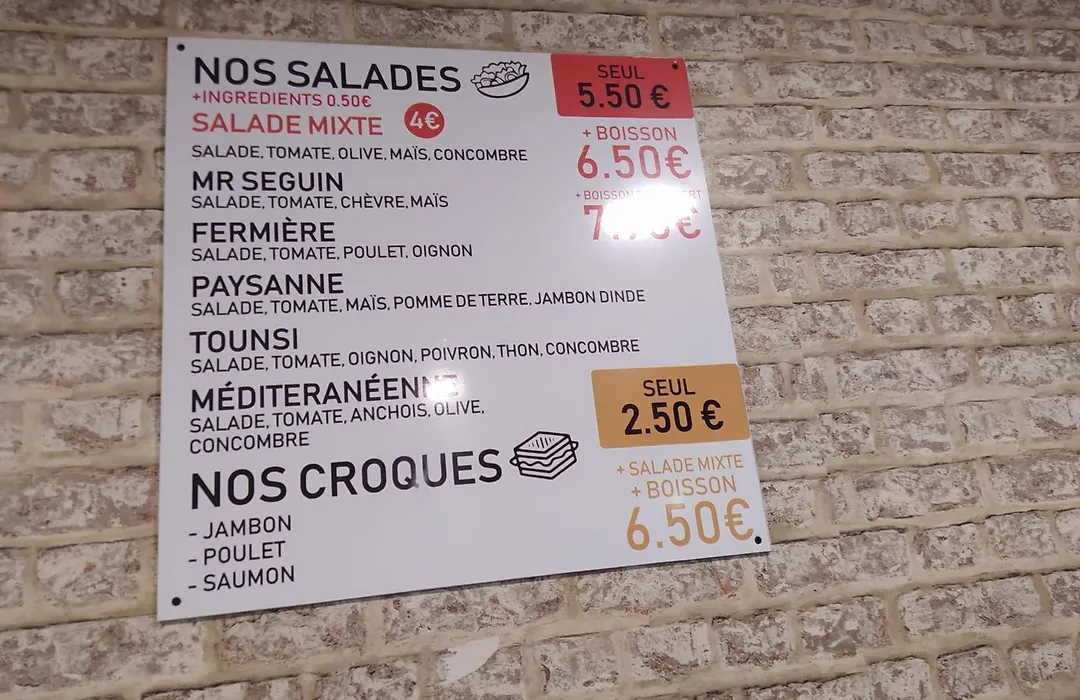 NOS SALADES
+INGREDIENTS 0.50€
SALADE MIXTE 4€
SALADE, TOMATE, OLIVE, MAÏS, CONCOMBRE
MR SEGUIN
SALADE, TOMATE, CHÈVRE, MAÏS
FERMIÈRE
SALADE, TOMATE, POULET, OIGNON
PAYSANNE
SALADE, TOMATE, MAÏS, POMME DE TERRE, JAMBON DINDE
TOUNSI
SALADE, TOMATE, OIGNON, POIVRON, THON, CONCOMBRE
MÉDITERANÉENNE
SALADE, TOMATE, ANCHOIS, OLIVE,
CONCOMBRE
SEUL
5.50 €
+ BOISSON
6.50€
+ BOISSON
NOS CROQUES
- JAMBON
- POULET
- SAUMON
SEUL
2.50 €
+ SALADE MIXTE
+ BOISSON
6.50€